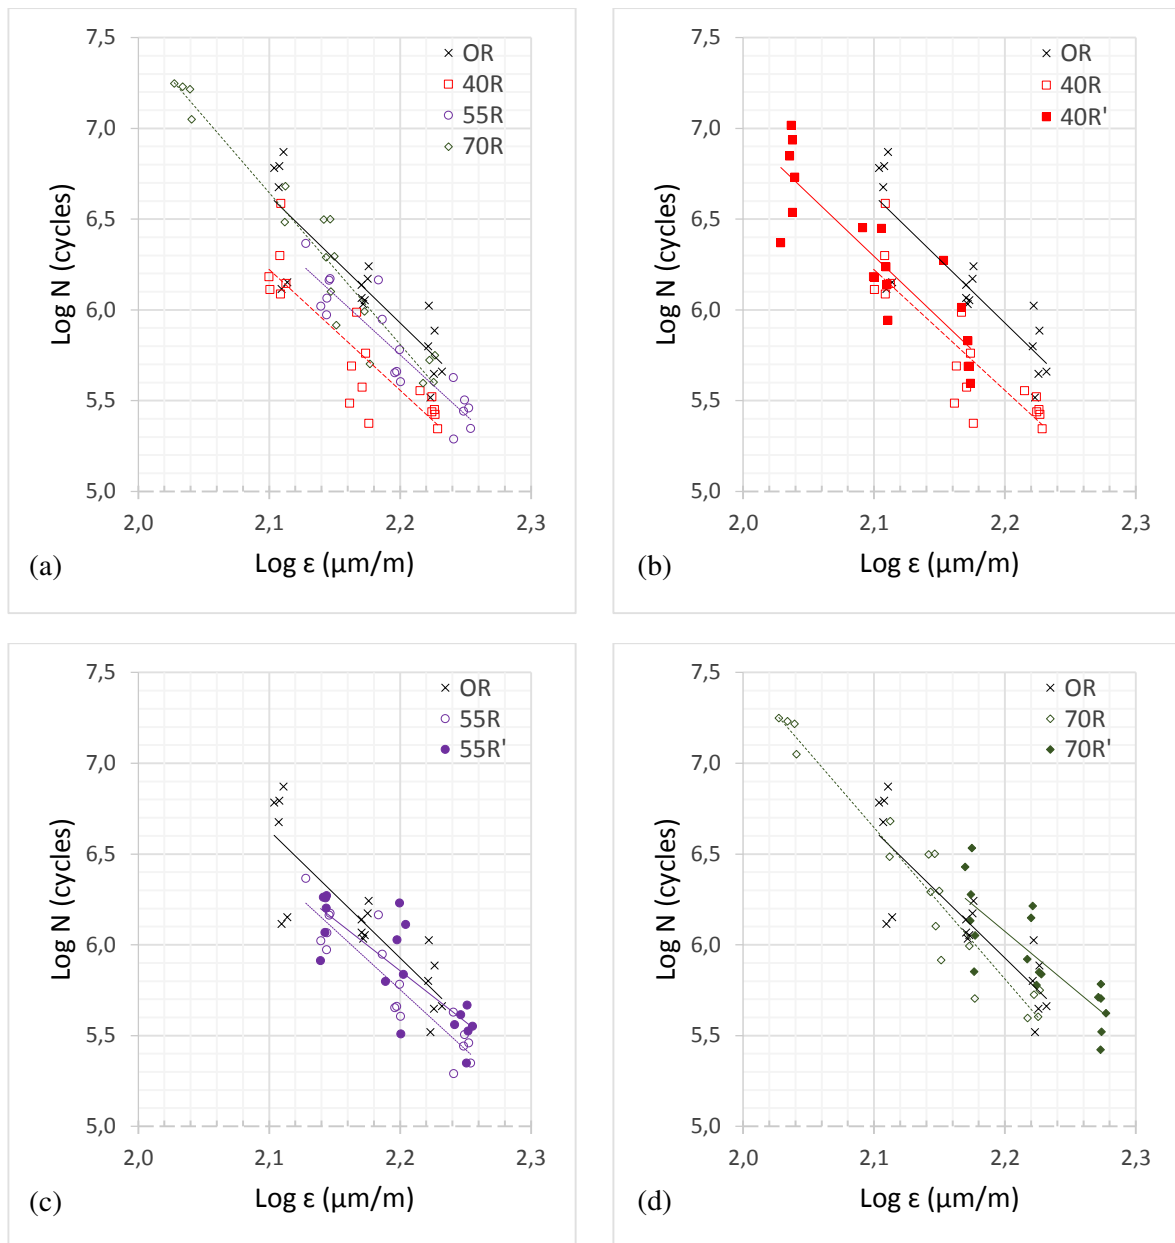 7,5
7,0
6,5
6,0
5,5
5,0
2,0 2,1 2,2 2,3
Log N (cycles)
Log ε (μm/m)
OR
40R
55R
70R
(a)
7,5
7,0
6,5
6,0
5,5
5,0
2,0 2,1 2,2 2,3
Log N (cycles)
Log ε (μm/m)
OR
40R
40R'
(b)
7,5
7,0
6,5
6,0
5,5
5,0
2,0 2,1 2,2 2,3
Log N (cycles)
Log ε (μm/m)
OR
55R
55R'
(c)
7,5
7,0
6,5
6,0
5,5
5,0
2,0 2,1 2,2 2,3
Log N (cycles)
Log ε (μm/m)
OR
70R
70R'
(d)